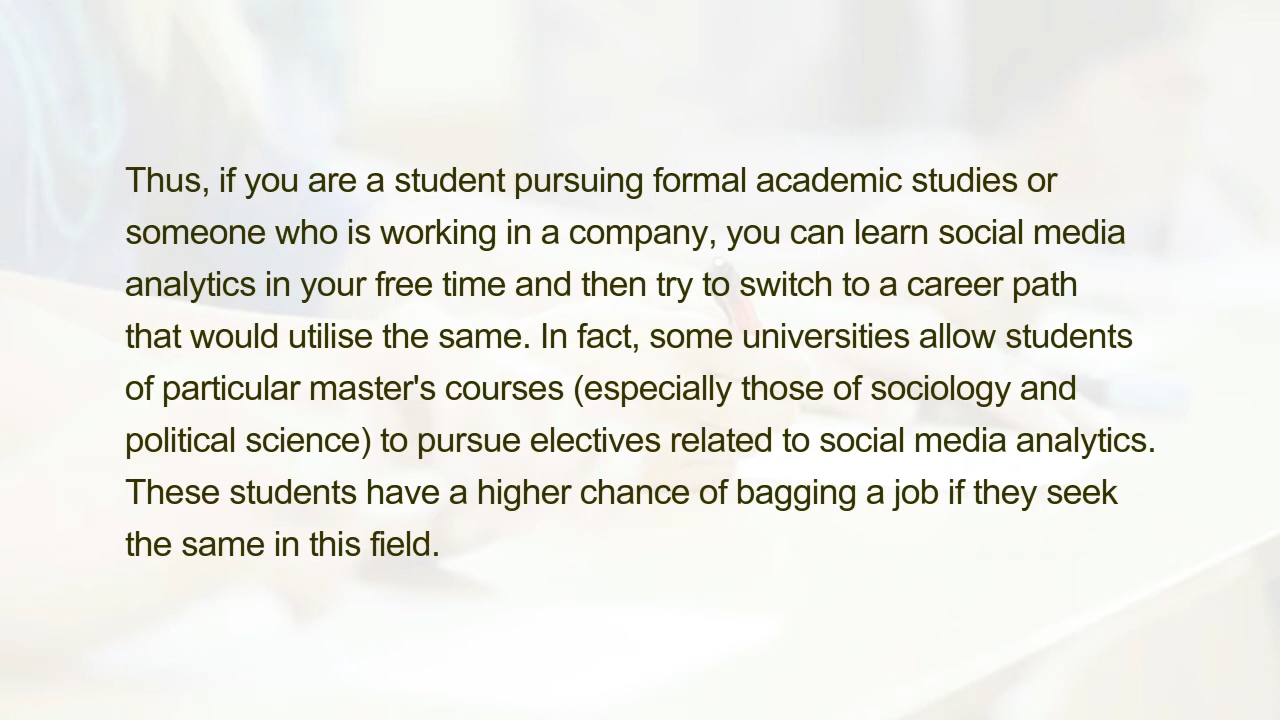 Thus, if you are a student pursuing formal academic studies or
someone who is working in a company, you can learn social media
analytics in your free time and then try to switch to a career path
that would utilise the same. In fact, some universities allow students
of particular master's courses (especially those of sociology and
political science) to pursue electives related to social media analytics.
These students have a higher chance of bagging a job if they seek
the same in this field.